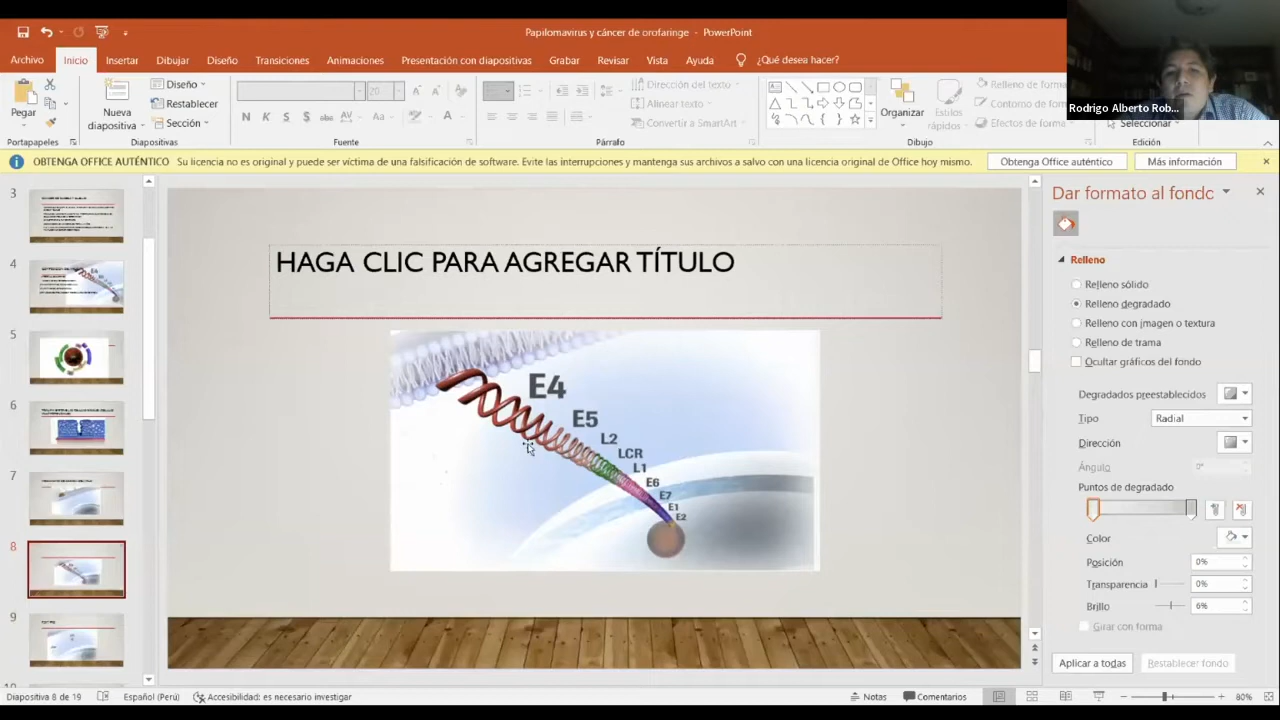 Papilomavirus y cáncer de orofaringe - PowerPoint
Archivo Inicio Insertar Dibujar Diseño Transiciones Animaciones Presentación con diapositivas Grabar Revisar Vista Ayuda ¿Qué desea hacer?
Rodrigo Alberto Rob...
Pegar
Nueva diapositiva
Diseño
Restablecer
Sección
N K S S
Dirección del texto
Alinear texto
Convertir a SmartArt
Organizar
Estilos rápidos
Relleno de forma
Contorno de forma
Efectos de forma
Seleccionar
Portapapeles Diapositivas Fuente Párrafo Dibujo Edición
OBTENGA OFFICE AUTÉNTICO Su licencia no es original y puede ser víctima de una falsificación de software. Evite las interrupciones y mantenga sus archivos a salvo con una licencia original de Office hoy mismo. Obtenga Office auténtico Más información
3
4
5
6
7
8
9
HAGA CLIC PARA AGREGAR TÍTULO
E4
E5
L2
LCR
L1
E6
E7
E1
E2
Dar formato al fondo
Relleno
Relleno sólido
Relleno degradado
Relleno con imagen o textura
Relleno de trama
Ocultar gráficos del fondo
Degradados preestablecidos
Tipo Radial
Dirección
Ángulo 0°
Puntos de degradado
Color
Posición 0%
Transparencia 0%
Brillo 6%
Girar con forma
Aplicar a todas Restablecer fondo
Diapositiva 8 de 19 Español (Perú) Accesibilidad: es necesario investigar Notas Comentarios 80%